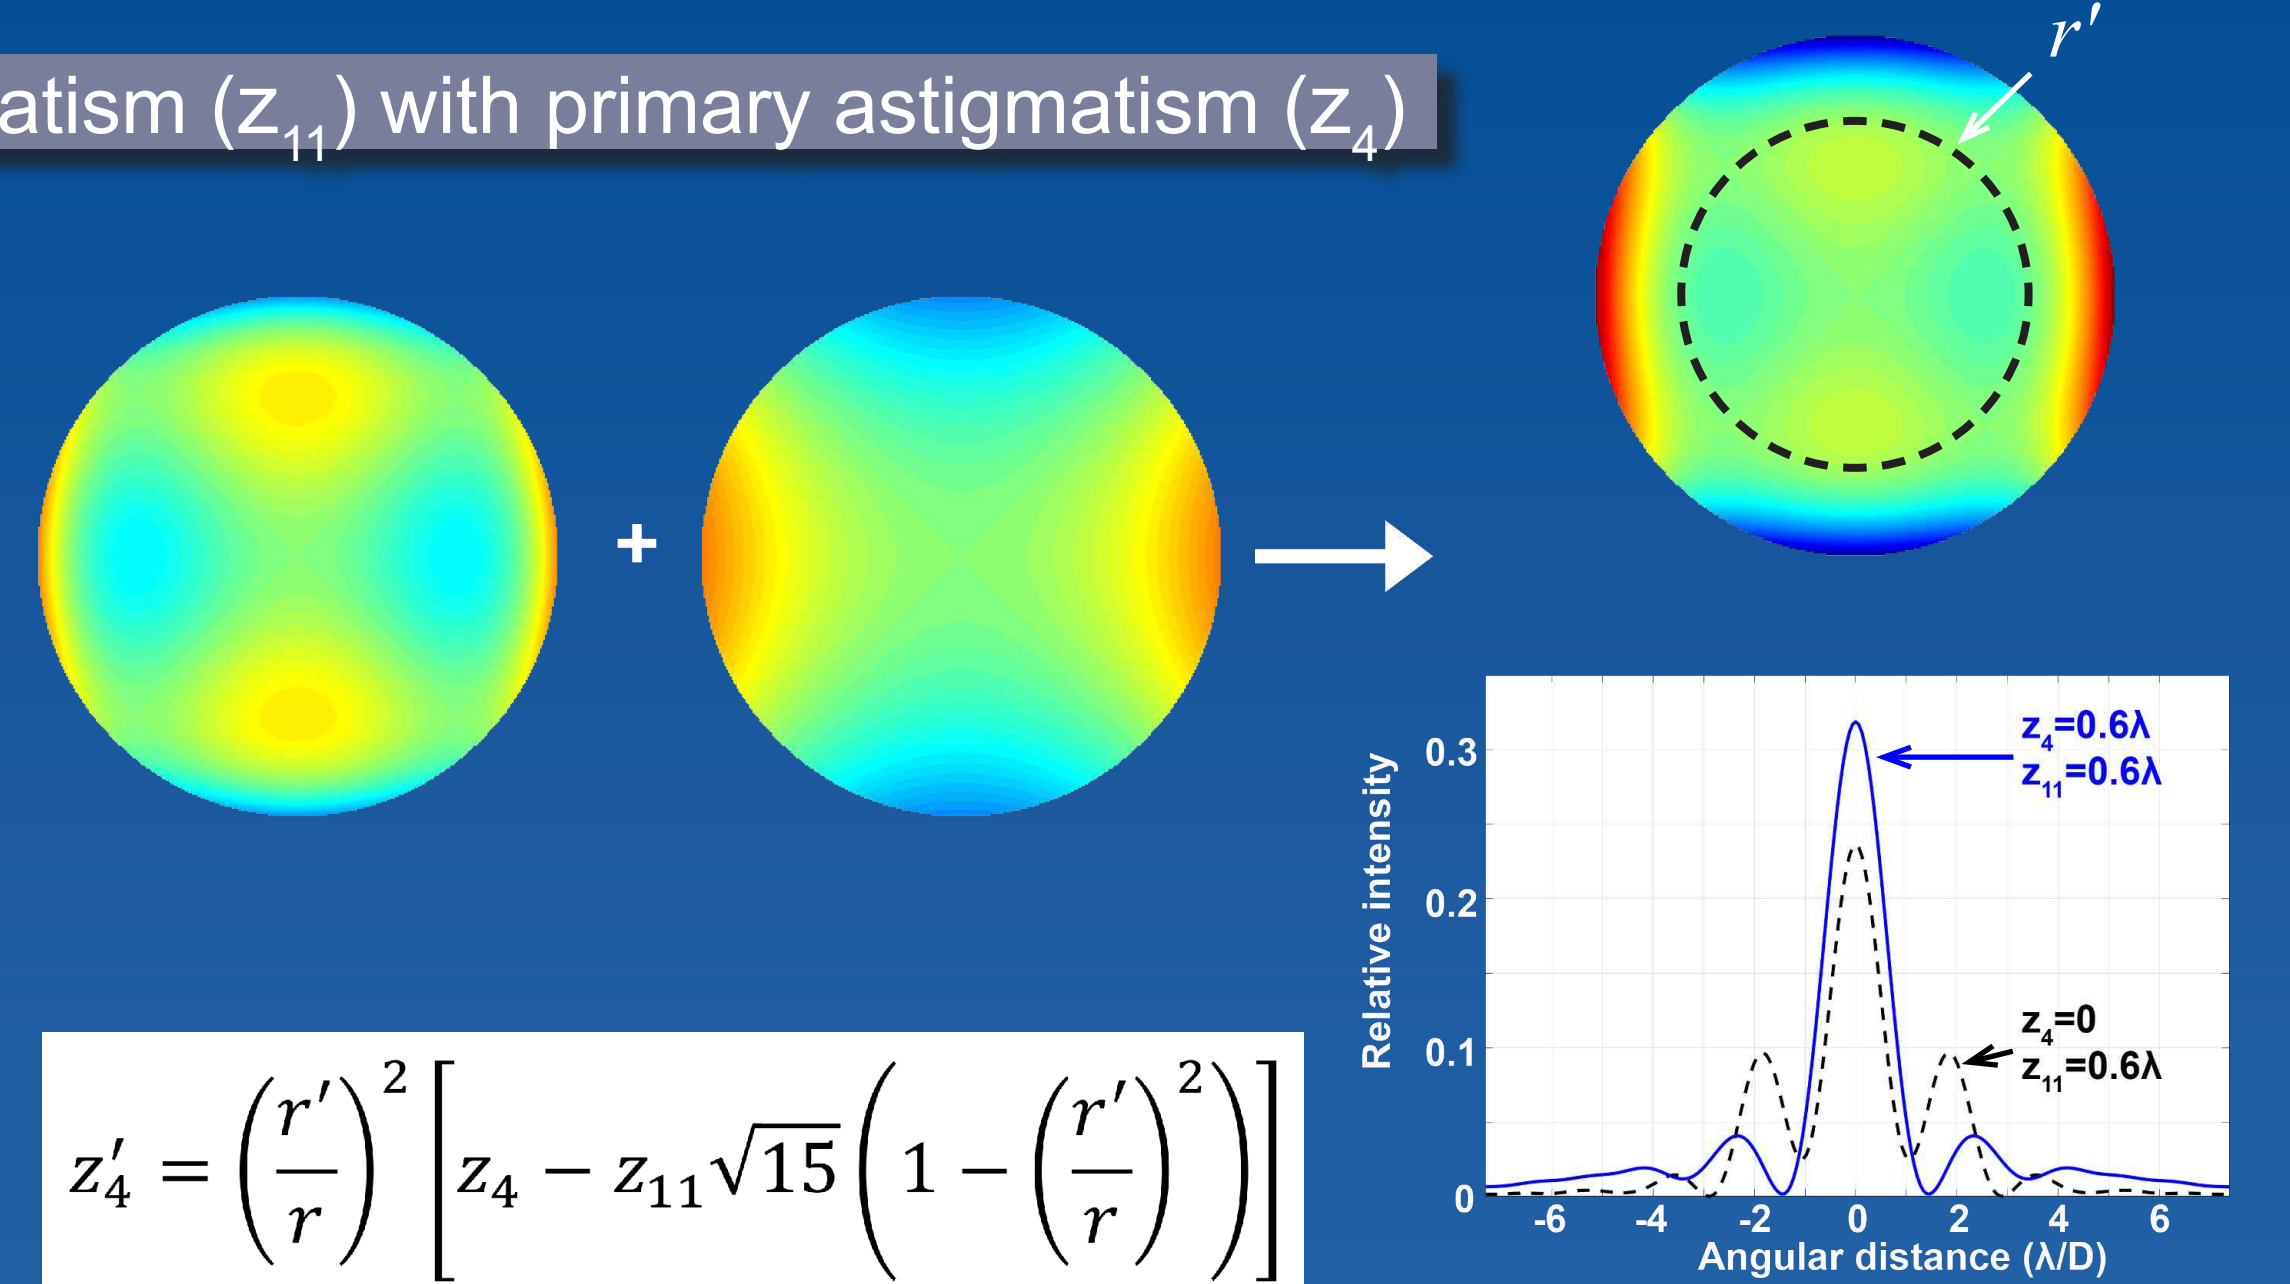 atism (z₁₁) with primary astigmatism (z₄)
r′
+
z₄′ = (r′/r)² [z₄ − z₁₁√15 (1 − (r′/r)²)]
Relative intensity
0.3
0.2
0.1
0
z₄=0.6λ
z₁₁=0.6λ
z₄=0
z₁₁=0.6λ
-6 -4 -2 0 2 4 6
Angular distance (λ/D)